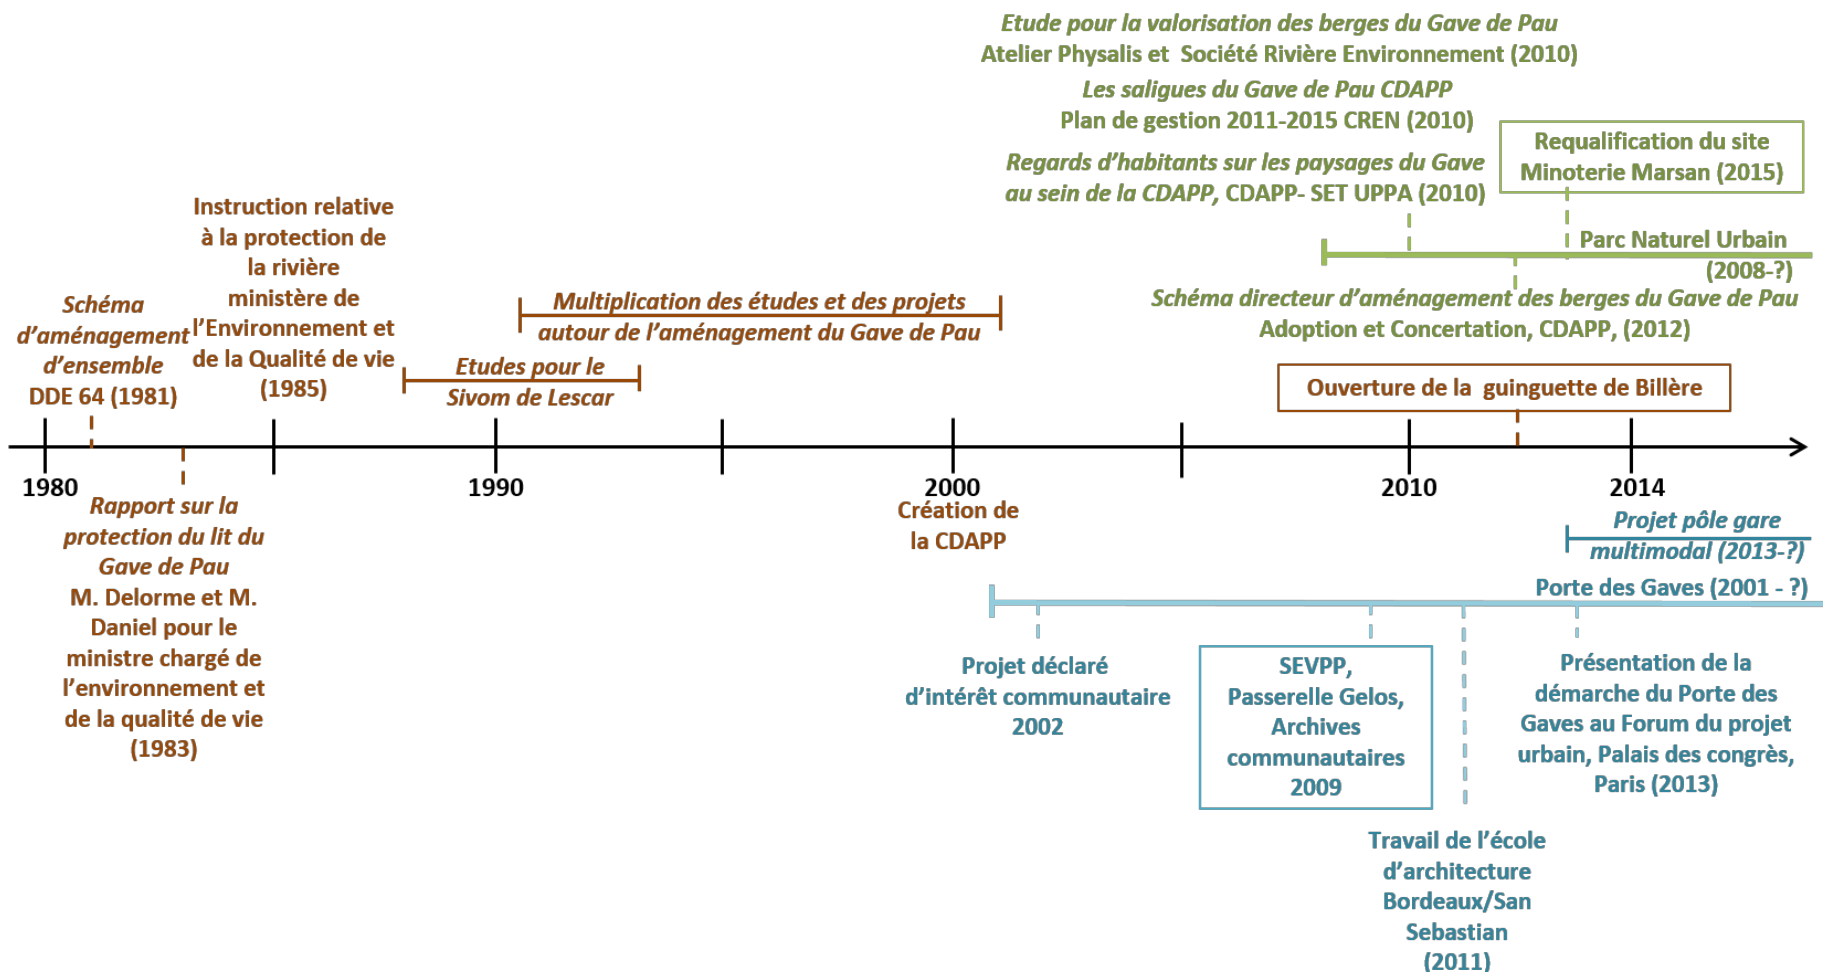 Etude pour la valorisation des berges du Gave de Pau
Atelier Physalis et Société Rivière Environnement (2010)
Les saligues du Gave de Pau CDAPP
Plan de gestion 2011-2015 CREN (2010)
Regards d’habitants sur les paysages du Gave
au sein de la CDAPP, CDAPP- SET UPPA (2010)
Requalification du site
Minoterie Marsan (2015)
Parc Naturel Urbain
(2008-?)
Schéma directeur d’aménagement des berges du Gave de Pau
Adoption et Concertation, CDAPP, (2012)
Instruction relative
à la protection de
la rivière
ministère de
l’Environnement et
de la Qualité de vie
(1985)
Schéma
d’aménagement
d’ensemble
DDE 64 (1981)
Multiplication des études et des projets
autour de l’aménagement du Gave de Pau
Etudes pour le
Sivom de Lescar
Ouverture de la guinguette de Billère
1980
1990
2000
2010
2014
Rapport sur la
protection du lit du
Gave de Pau
M. Delorme et M.
Daniel pour le
ministre chargé de
l’environnement et
de la qualité de vie
(1983)
Création de
la CDAPP
Projet pôle gare
multimodal (2013-?)
Porte des Gaves (2001 - ?)
Projet déclaré
d’intérêt communautaire
2002
SEVPP,
Passerelle Gelos,
Archives
communautaires
2009
Travail de l’école
d’architecture
Bordeaux/San
Sebastian
(2011)
Présentation de la
démarche du Porte des
Gaves au Forum du projet
urbain, Palais des congrès,
Paris (2013)